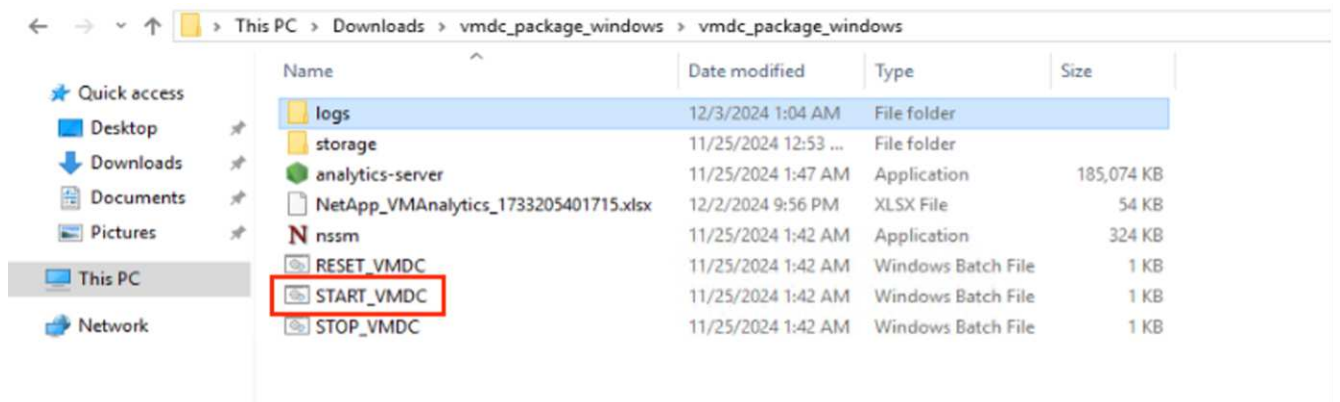 This PC > Downloads > vmdc_package_windows > vmdc_package_windows
Quick access
Desktop
Downloads
Documents
Pictures
This PC
Network
Name Date modified Type Size
logs 12/3/2024 1:04 AM File folder
storage 11/25/2024 12:53 ... File folder
analytics-server 11/25/2024 1:47 AM Application 185,074 KB
NetApp_VMAnalytics_1733205401715.xlsx 12/2/2024 9:56 PM XLSX File 54 KB
N nssm 11/25/2024 1:42 AM Application 324 KB
RESET_VMDC 11/25/2024 1:42 AM Windows Batch File 1 KB
START_VMDC 11/25/2024 1:42 AM Windows Batch File 1 KB
STOP_VMDC 11/25/2024 1:42 AM Windows Batch File 1 KB